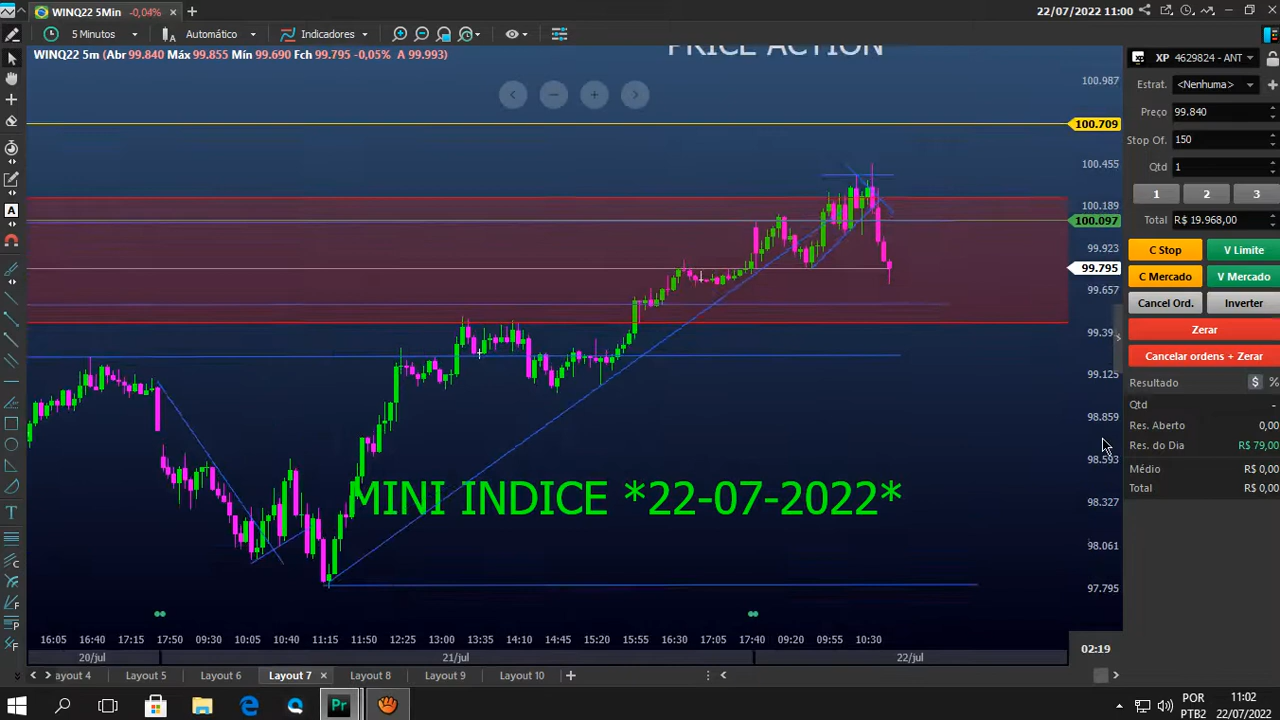 WINQ22 5Min -0,04% ×
22/07/2022 11:00
5 Minutos Automático Indicadores
XP 4629824 - ANT
WINQ22 5m (Abr 99.840 Máx 99.855 Mín 99.690 Fch 99.795 -0,05% A 99.993)
PRICE ACTION
Estrat. <Nenhuma>
Preço 99.840
Stop Of. 150
Qtd 1
1 2 3
Total R$ 19.968,00
C Stop V Limite
C Mercado V Mercado
Cancel Ord. Inverter
Zerar
Cancelar ordens + Zerar
Resultado $ %
Qtd -
Res. Aberto 0,00
Res. do Dia R$ 79,00
Médio R$ 0,00
Total R$ 0,00
100.987
100.709
100.455
100.189
100.097
99.923
99.795
99.657
99.39
99.125
98.859
98.593
98.327
98.061
97.795
MINI INDICE *22-07-2022*
16:05 16:40 17:15 17:50 09:30 10:05 10:40 11:15 11:50 12:25 13:00 13:35 14:10 14:45 15:20 15:55 16:30 17:05 17:40 09:20 09:55 10:30
20/jul 21/jul 22/jul
02:19
ayout 4 Layout 5 Layout 6 Layout 7 × Layout 8 Layout 9 Layout 10 +
POR
PTB2
11:02
22/07/2022